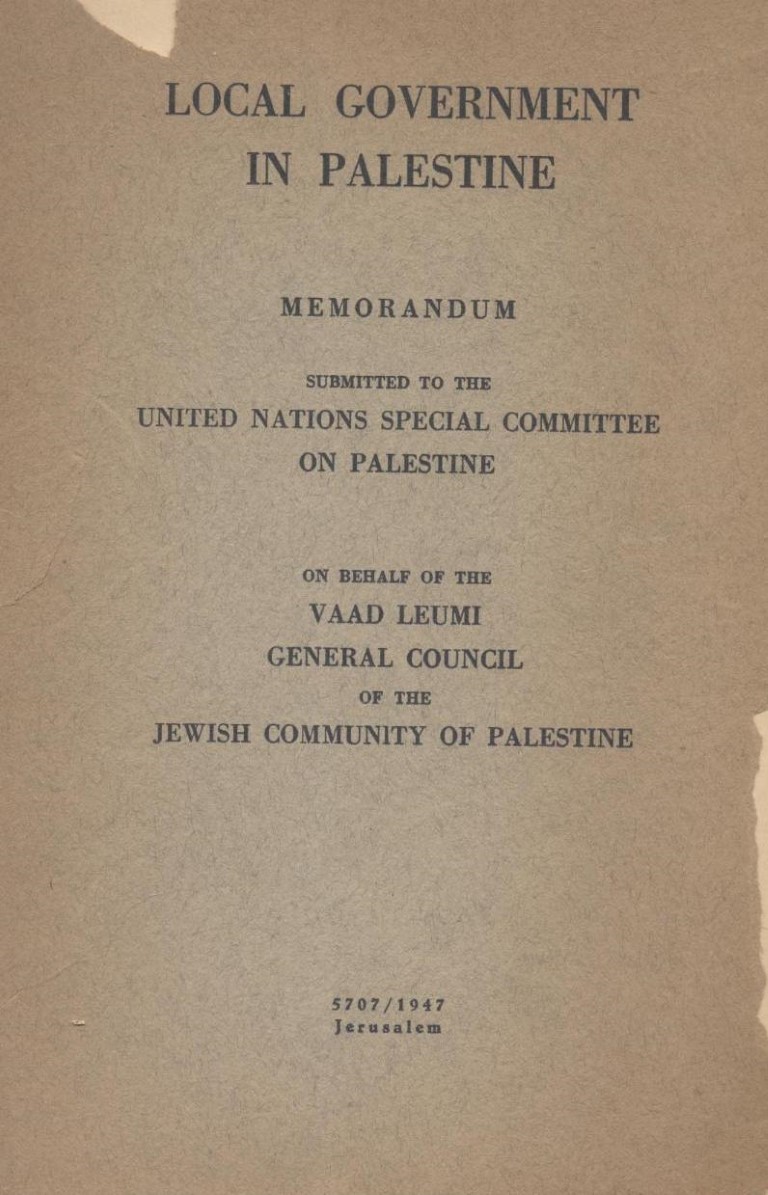 LOCAL GOVERNMENT
IN PALESTINE
MEMORANDUM
SUBMITTED TO THE
UNITED NATIONS SPECIAL COMMITTEE
ON PALESTINE
ON BEHALF OF THE
VAAD LEUMI
GENERAL COUNCIL
OF THE
JEWISH COMMUNITY OF PALESTINE
5707/1947
Jerusalem